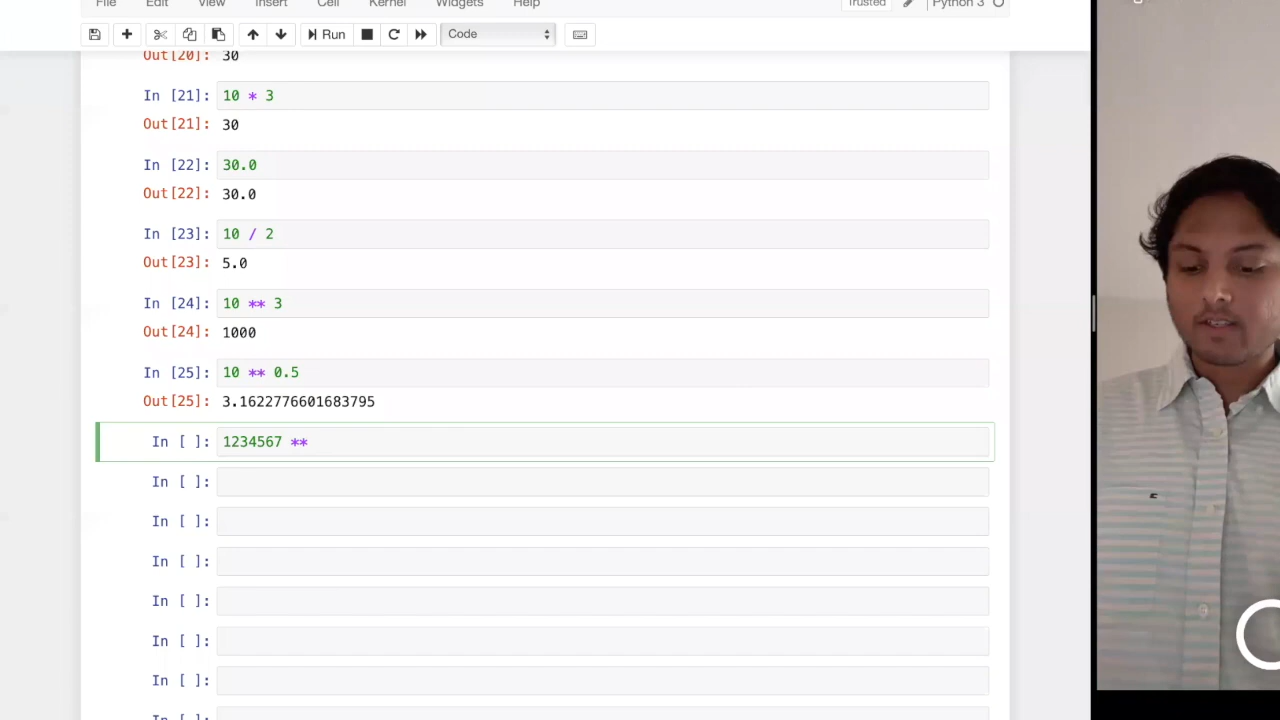 File Edit View Insert Cell Kernel Widgets Help Trusted Python 3
Run Code
Out[20]: 30
In [21]: 10 * 3
Out[21]: 30
In [22]: 30.0
Out[22]: 30.0
In [23]: 10 / 2
Out[23]: 5.0
In [24]: 10 ** 3
Out[24]: 1000
In [25]: 10 ** 0.5
Out[25]: 3.1622776601683795
In [ ]: 1234567 **
In [ ]:
In [ ]:
In [ ]:
In [ ]:
In [ ]:
In [ ]: